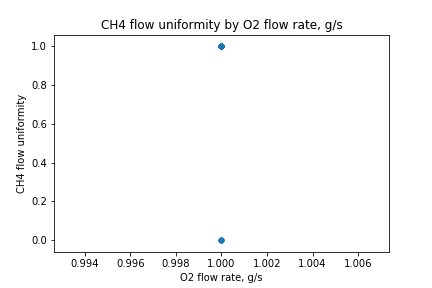 CH4 flow uniformity by O2 flow rate, g/s
1.0
0.8
0.6
0.4
0.2
0.0
CH4 flow uniformity
0.994 0.996 0.998 1.000 1.002 1.004 1.006
O2 flow rate, g/s